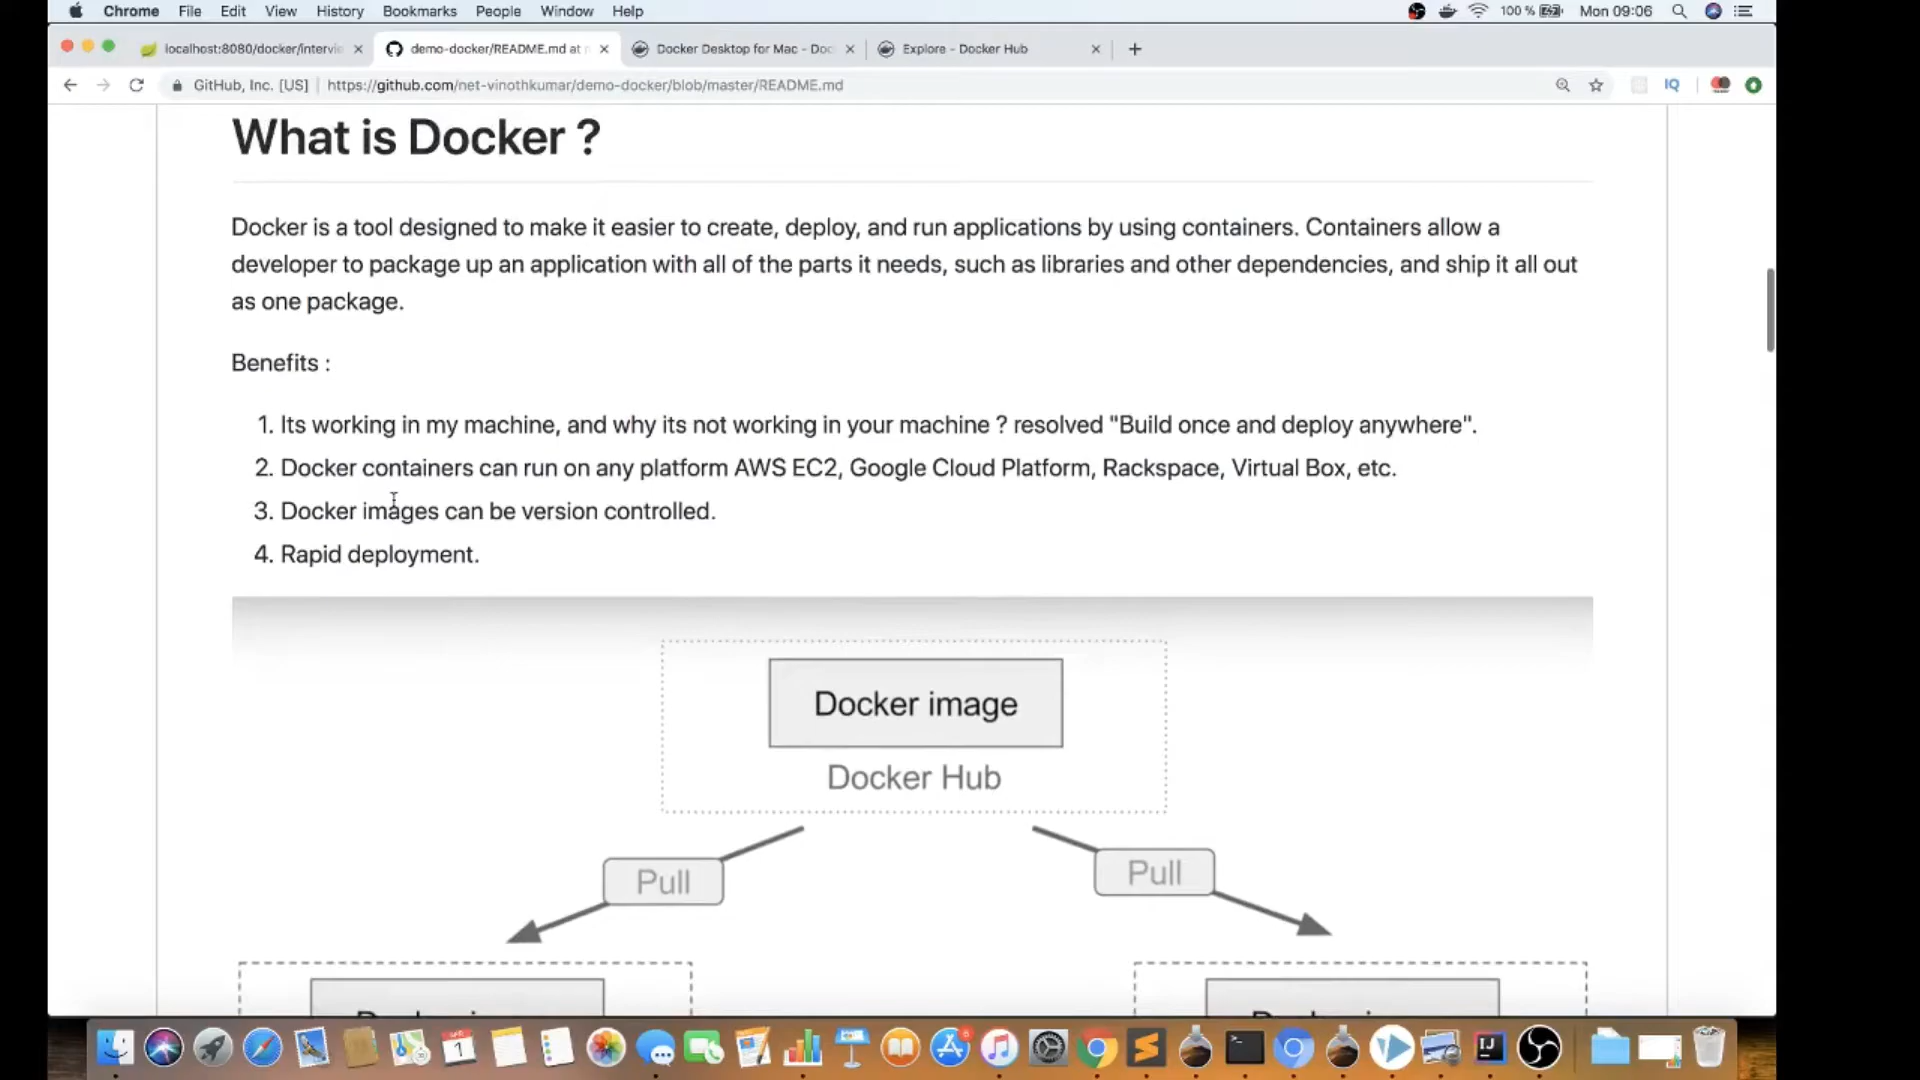 Chrome File Edit View History Bookmarks People Window Help 100 % Mon 09:06
localhost:8080/docker/intervie demo-docker/README.md at Docker Desktop for Mac - Doc Explore - Docker Hub
GitHub, Inc. [US] https://github.com/net-vinothkumar/demo-docker/blob/master/README.md IQ
What is Docker ?
Docker is a tool designed to make it easier to create, deploy, and run applications by using containers. Containers allow a
developer to package up an application with all of the parts it needs, such as libraries and other dependencies, and ship it all out
as one package.
Benefits :
1. Its working in my machine, and why its not working in your machine ? resolved "Build once and deploy anywhere".
2. Docker containers can run on any platform AWS EC2, Google Cloud Platform, Rackspace, Virtual Box, etc.
3. Docker images can be version controlled.
4. Rapid deployment.
Docker image
Docker Hub
Pull Pull